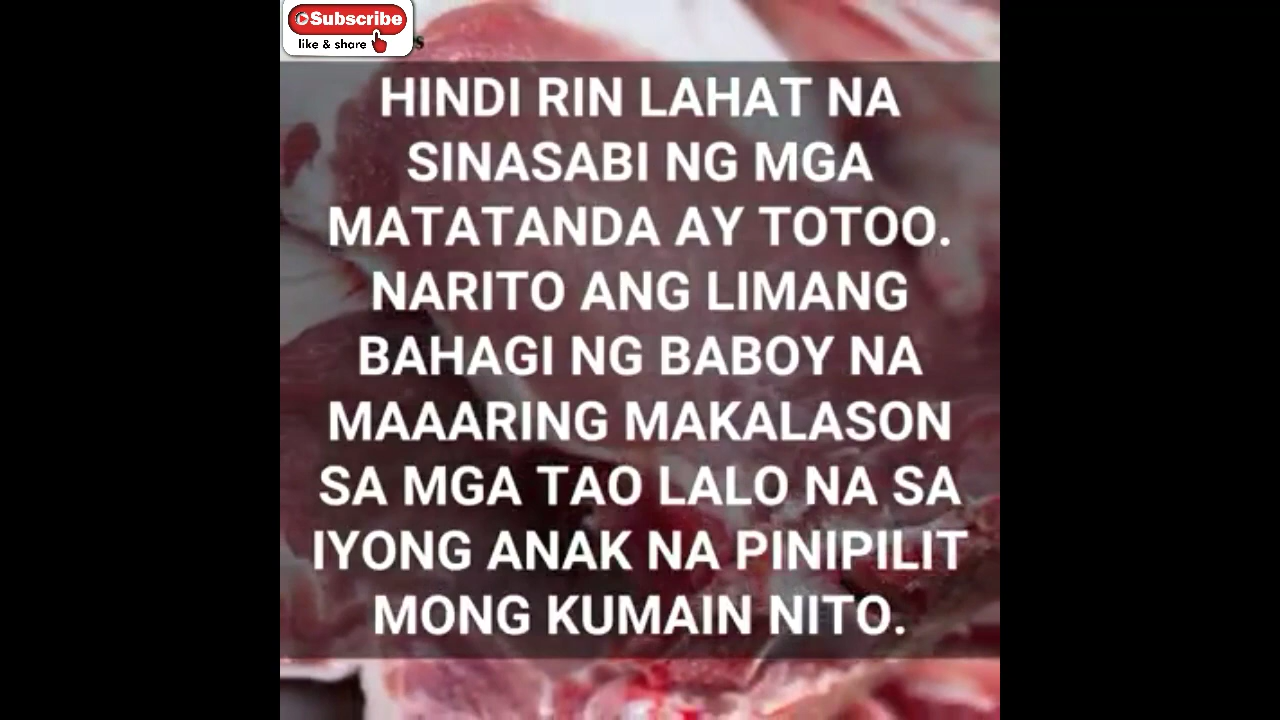 Subscribe
like & share
HINDI RIN LAHAT NA
SINASABI NG MGA
MATATANDA AY TOTOO.
NARITO ANG LIMANG
BAHAGI NG BABOY NA
MAAARING MAKALASON
SA MGA TAO LALO NA SA
IYONG ANAK NA PINIPILIT
MONG KUMAIN NITO.